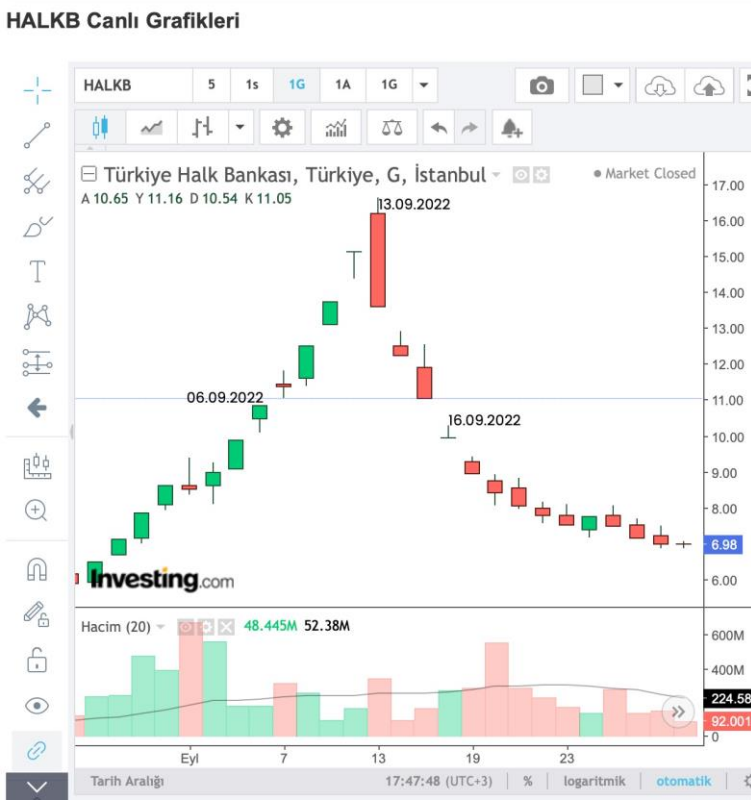 HALKB Canlı Grafikleri
HALKB 5 1s 1G 1A 1G
Türkiye Halk Bankası, Türkiye, G, İstanbul
Market Closed
A 10.65 Y 11.16 D 10.54 K 11.05
13.09.2022
06.09.2022
16.09.2022
17.00
16.00
15.00
14.00
13.00
12.00
11.00
10.00
9.00
8.00
6.98
6.00
Investing.com
Hacim (20) 48.445M 52.38M
600M
400M
224.58
92.001
0
Eyl 7 13 19 23
Tarih Aralığı 17:47:48 (UTC+3) % logaritmik otomatik